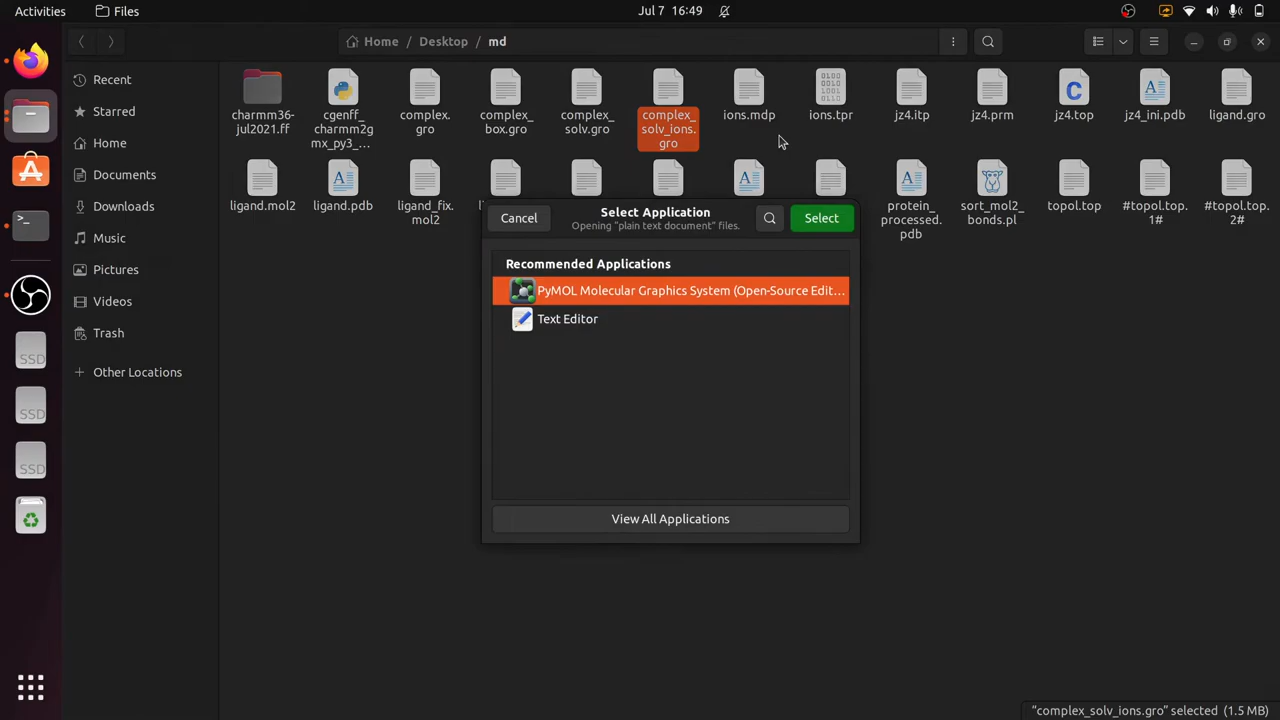 Activities
Files
Jul 7 16:49
Home
Desktop
md
Recent
Starred
Home
Documents
Downloads
Music
Pictures
Videos
Trash
Other Locations
charmm36-
jul2021.ff
cgenff_
charmm2g
mx_py3_...
complex.
gro
complex_
box.gro
complex_
solv.gro
complex_
solv_ions.
gro
ions.mdp
ions.tpr
jz4.itp
jz4.prm
jz4.top
jz4_ini.pdb
ligand.gro
ligand.mol2
ligand.pdb
ligand_fix.
mol2
protein_
processed.
pdb
sort_mol2_
bonds.pl
topol.top
#topol.top.
1#
#topol.top.
2#
Cancel
Select Application
Opening "plain text document" files.
Select
Recommended Applications
PyMOL Molecular Graphics System (Open-Source Edit...
Text Editor
View All Applications
SSD
SSD
SSD
"complex_solv_ions.gro" selected (1.5 MB)